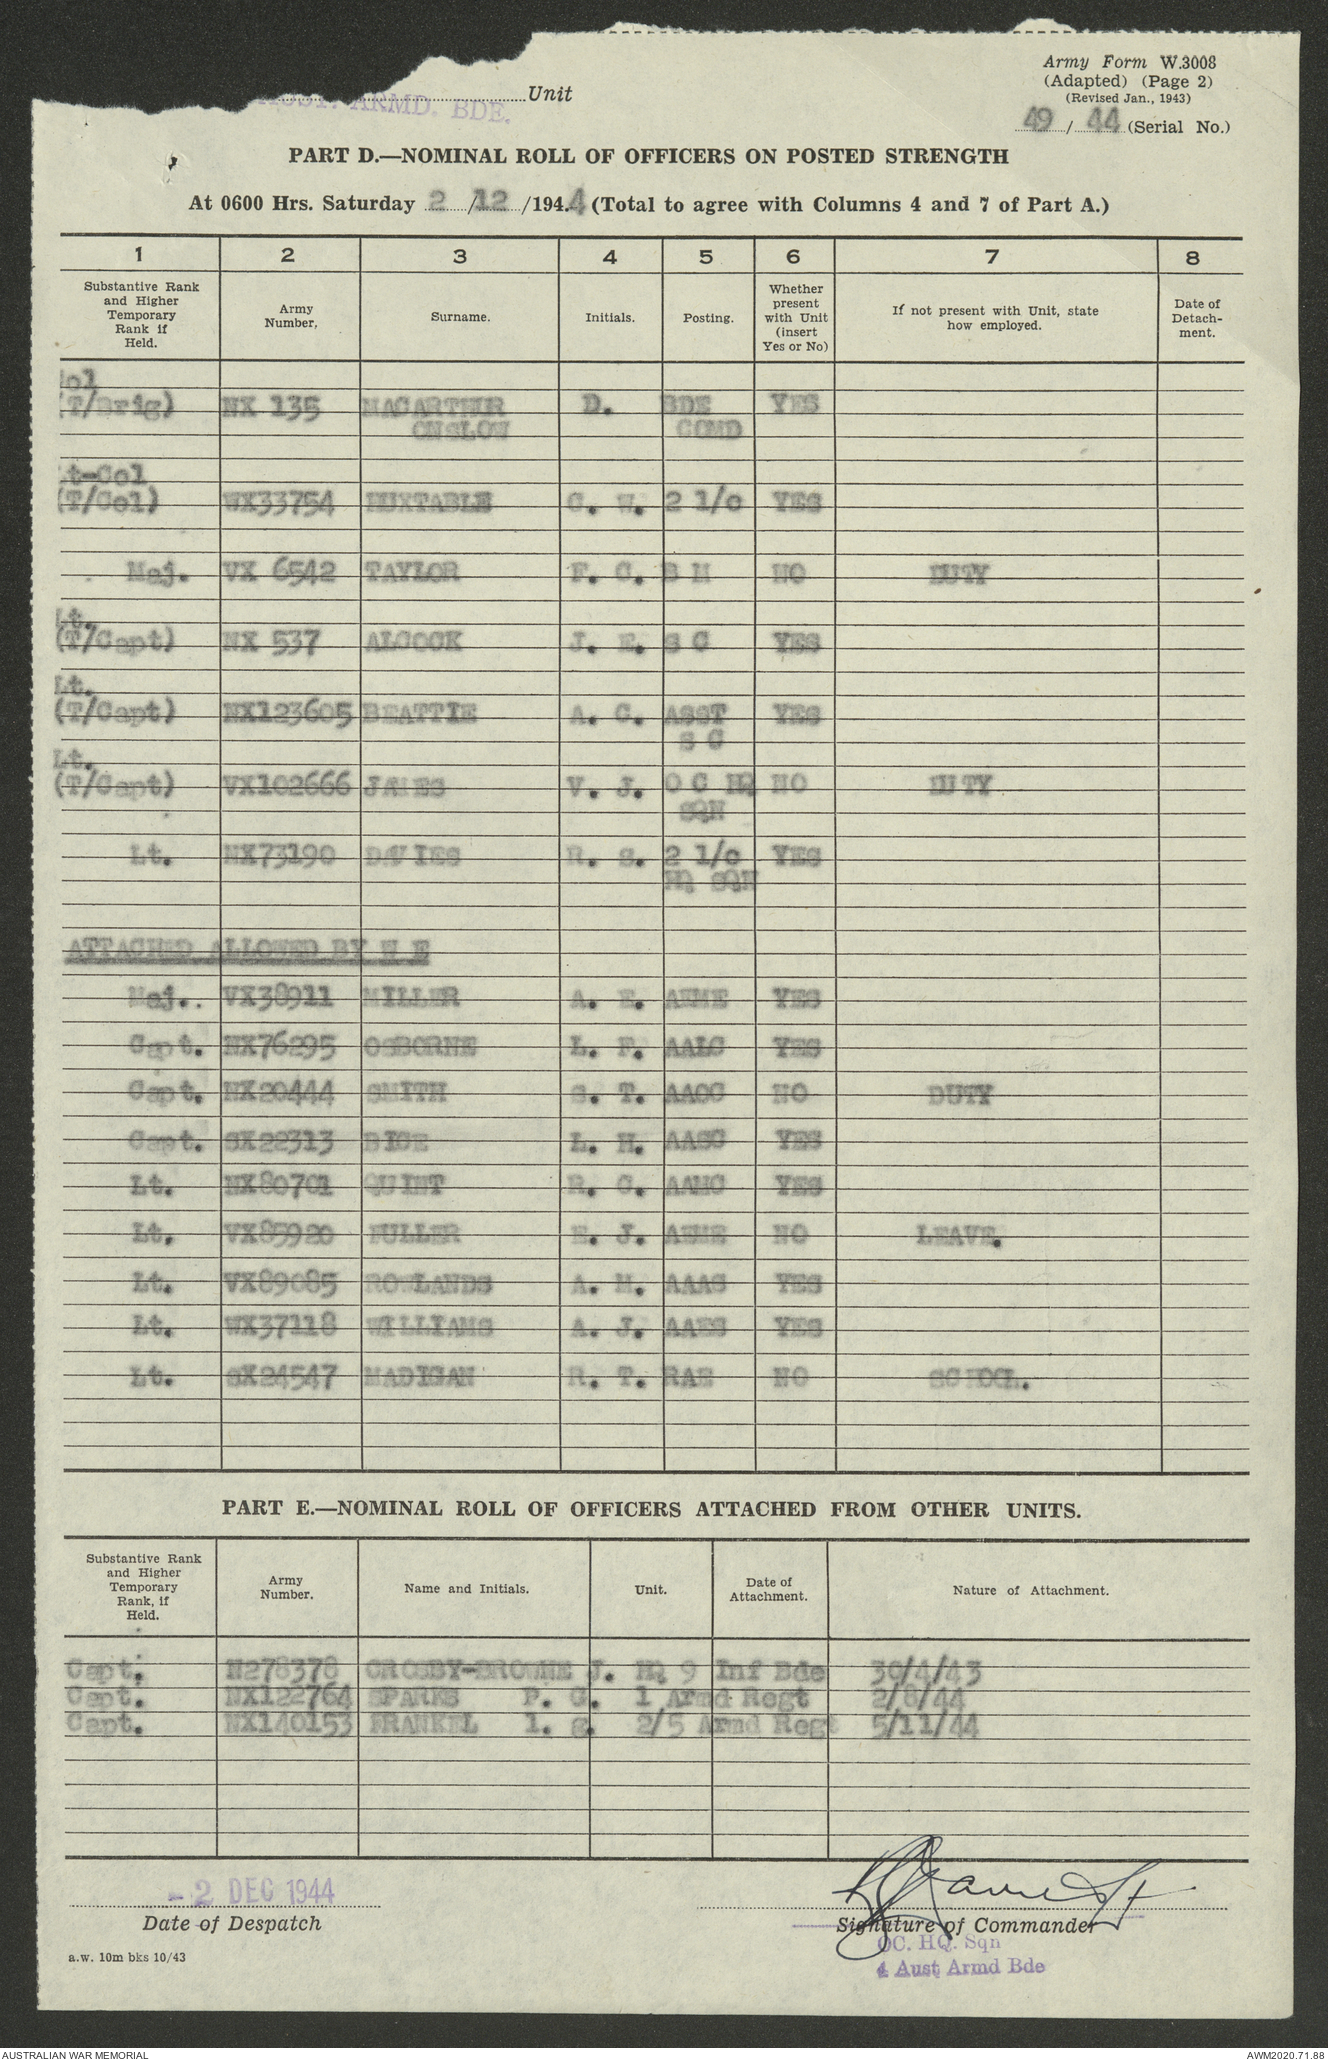 Army Form W.3008
(Adapted) (Page 2)
(Revised Jan., 1943)
AUST. ARMD. BDE. Unit
49 / 44 (Serial No.)
PART D.—NOMINAL ROLL OF OFFICERS ON POSTED STRENGTH
At 0600 Hrs. Saturday 2 /12 /1944 (Total to agree with Columns 4 and 7 of Part A.)
1 2 3 4 5 6 7 8
Substantive Rank and Higher Temporary Rank if Held. Army Number. Surname. Initials. Posting. Whether present with Unit (insert Yes or No) If not present with Unit, state how employed. Date of Detach- ment.
Col
(T/Brig) NX 135 MACARTHUR D. BDE YES
ONSLOW COMD
Lt-Col
(T/Col) WX33754 HUXTABLE C. W. 2 i/c YES
Maj. VX 6542 TAYLOR F. C. B M NO DUTY
Lt.
(T/Capt) NX 537 ALCOCK J. E. S C YES
Lt.
(T/Capt) NX123605 BEATTIE A. C. ASST YES
S C
Lt.
(T/Capt) VX102666 JAMES V. J. O C HQ NO DUTY
SQN
Lt. NX73190 DAVIES R. S. 2 i/c YES
HQ SQN
ATTACHED ALLOWED BY W E
Maj. VX38911 MILLER A. E. AEME YES
Capt. NX76295 OSBORNE L. F. AALC YES
Capt. NX20444 SMITH S. T. AAOC NO DUTY
Capt. SX22313 BICE L. H. AASC YES
Lt. NX80701 QUINT R. C. AAMC YES
Lt. VX85920 FULLER E. J. AEME NO LEAVE.
Lt. VX89085 ROWLANDS A. M. AAAS YES
Lt. WX37118 WILLIAMS A. J. AAES YES
Lt. SX24547 MADIGAN R. T. RAE NO SCHOOL.
PART E.—NOMINAL ROLL OF OFFICERS ATTACHED FROM OTHER UNITS.
Substantive Rank and Higher Temporary Rank, if Held. Army Number. Name and Initials. Unit. Date of Attachment. Nature of Attachment.
Capt. N278378 CROSBY-BROWNE J. HQ 9 Inf Bde 30/4/43
Capt. NX122764 SPARKS P. G. 1 Armd Regt 2/8/44
Capt. NX140153 FRANKEL l. g. 2/5 Armd Regt 5/11/44
- 2 DEC 1944
Date of Despatch
Signature of Commander
OC. HQ. Sqn
4 Aust Armd Bde
a.w. 10m bks 10/43
AUSTRALIAN WAR MEMORIAL
AWM2020.71.88